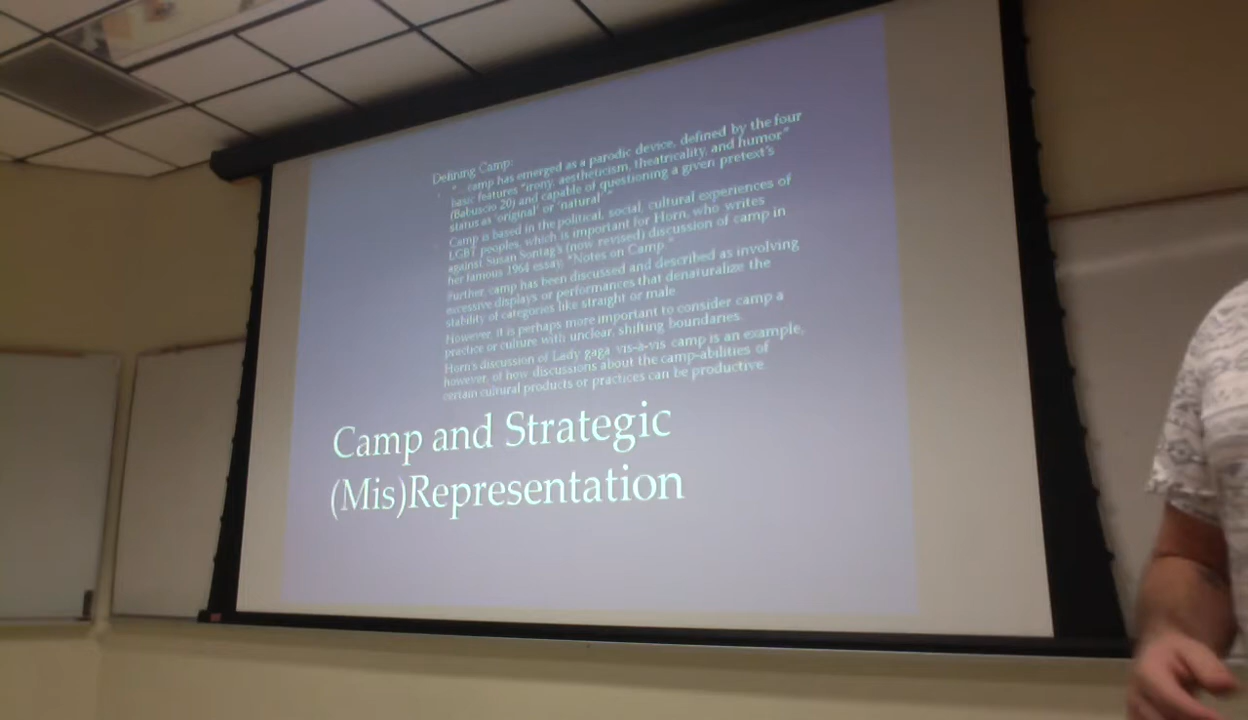 Defining Camp:
"...camp has emerged as a parodic device, defined by the four
basic features "irony, aestheticism, theatricality, and humor"
(Babuscio 20) and capable of questioning a given pretext's
status as 'original' or 'natural'"
Camp is based in the political, social, cultural experiences of
LGBT peoples, which is important for Horn, who writes
against Susan Sontag's (now revised) discussion of camp in
her famous 1964 essay, "Notes on Camp."
Further, camp has been discussed and described as involving
excessive displays or performances that denaturalize the
stability of categories like straight or male
However, it is perhaps more important to consider camp a
practice or culture with unclear, shifting boundaries.
Horn's discussion of Lady gaga vis-à-vis camp is an example,
however, of how discussions about the camp-abilities of
certain cultural products or practices can be productive
Camp and Strategic
(Mis)Representation